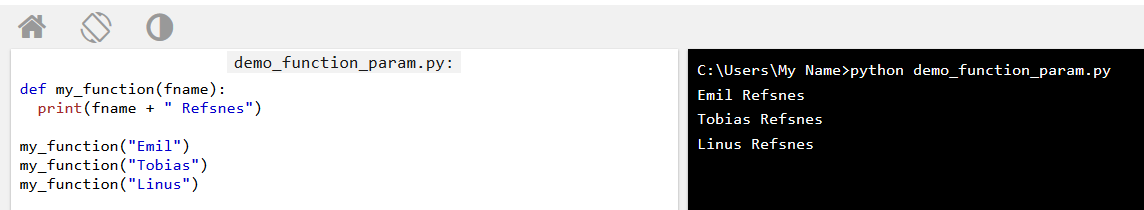 demo_function_param.py:
def my_function(fname):
  print(fname + " Refsnes")
my_function("Emil")
my_function("Tobias")
my_function("Linus")
C:\Users\My Name>python demo_function_param.py
Emil Refsnes
Tobias Refsnes
Linus Refsnes